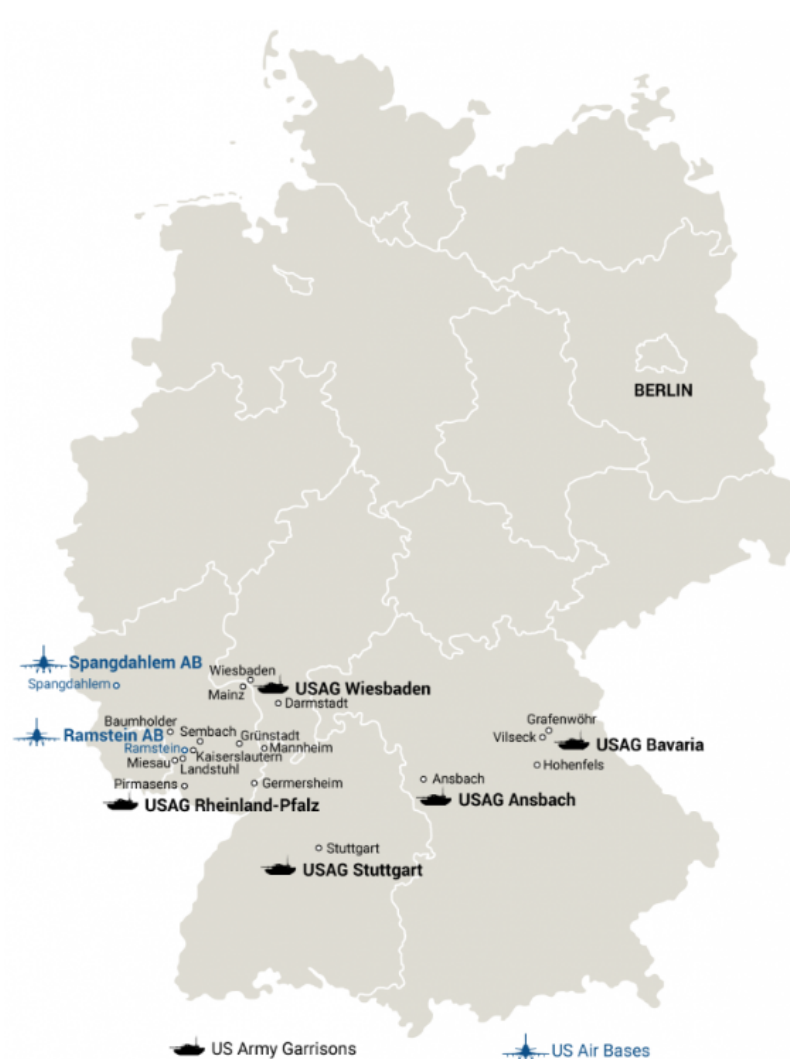 BERLIN
Spangdahlem AB
Spangdahlem
Wiesbaden
Mainz
USAG Wiesbaden
Darmstadt
Baumholder
Ramstein AB
Sembach
Grünstadt
Ramstein
Mannheim
Kaiserslautern
Miesau
Landstuhl
Pirmasens
Germersheim
USAG Rheinland-Pfalz
Grafenwöhr
Vilseck
USAG Bavaria
Hohenfels
Ansbach
USAG Ansbach
Stuttgart
USAG Stuttgart
US Army Garrisons
US Air Bases